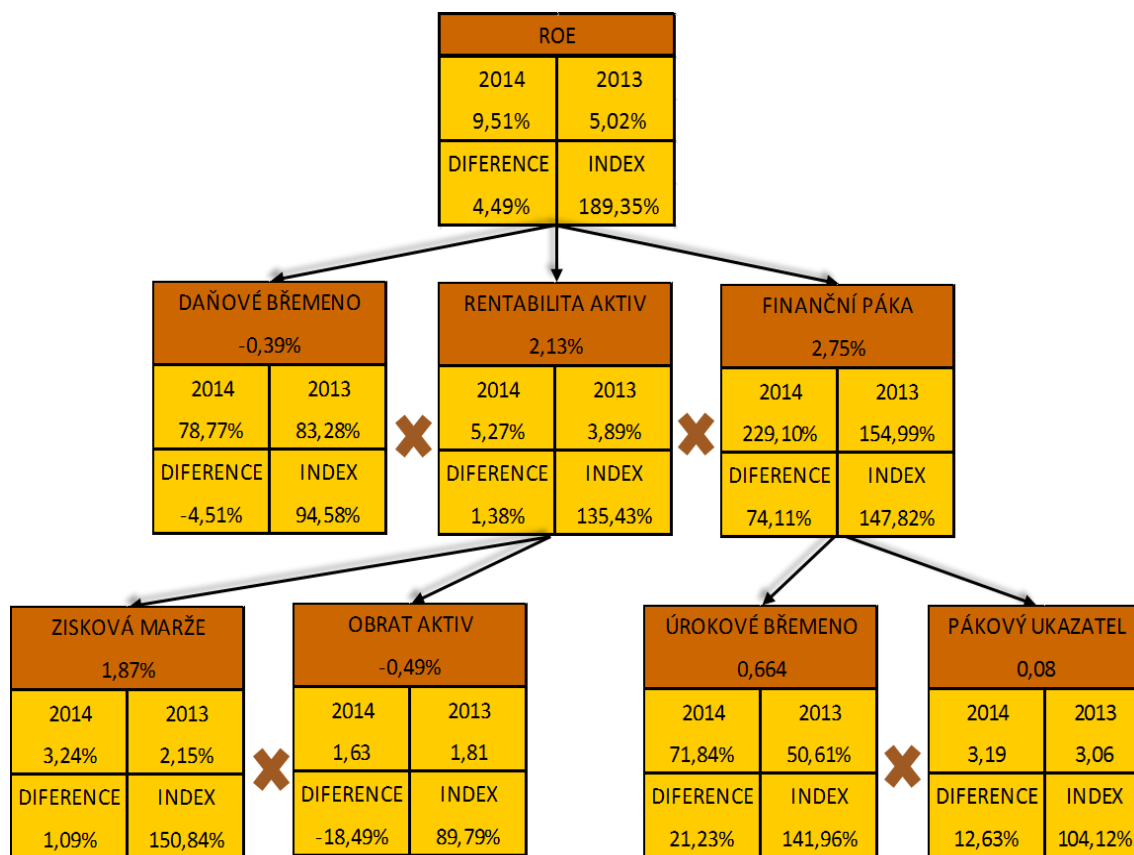 ROE
2014 2013
9,51% 5,02%
DIFERENCE INDEX
4,49% 189,35%
DAŇOVÉ BŘEMENO
-0,39%
2014 2013
78,77% 83,28%
DIFERENCE INDEX
-4,51% 94,58%
RENTABILITA AKTIV
2,13%
2014 2013
5,27% 3,89%
DIFERENCE INDEX
1,38% 135,43%
FINANČNÍ PÁKA
2,75%
2014 2013
229,10% 154,99%
DIFERENCE INDEX
74,11% 147,82%
ZISKOVÁ MARŽE
1,87%
2014 2013
3,24% 2,15%
DIFERENCE INDEX
1,09% 150,84%
OBRAT AKTIV
-0,49%
2014 2013
1,63 1,81
DIFERENCE INDEX
-18,49% 89,79%
ÚROKOVÉ BŘEMENO
0,664
2014 2013
71,84% 50,61%
DIFERENCE INDEX
21,23% 141,96%
PÁKOVÝ UKAZATEL
0,08
2014 2013
3,19 3,06
DIFERENCE INDEX
12,63% 104,12%